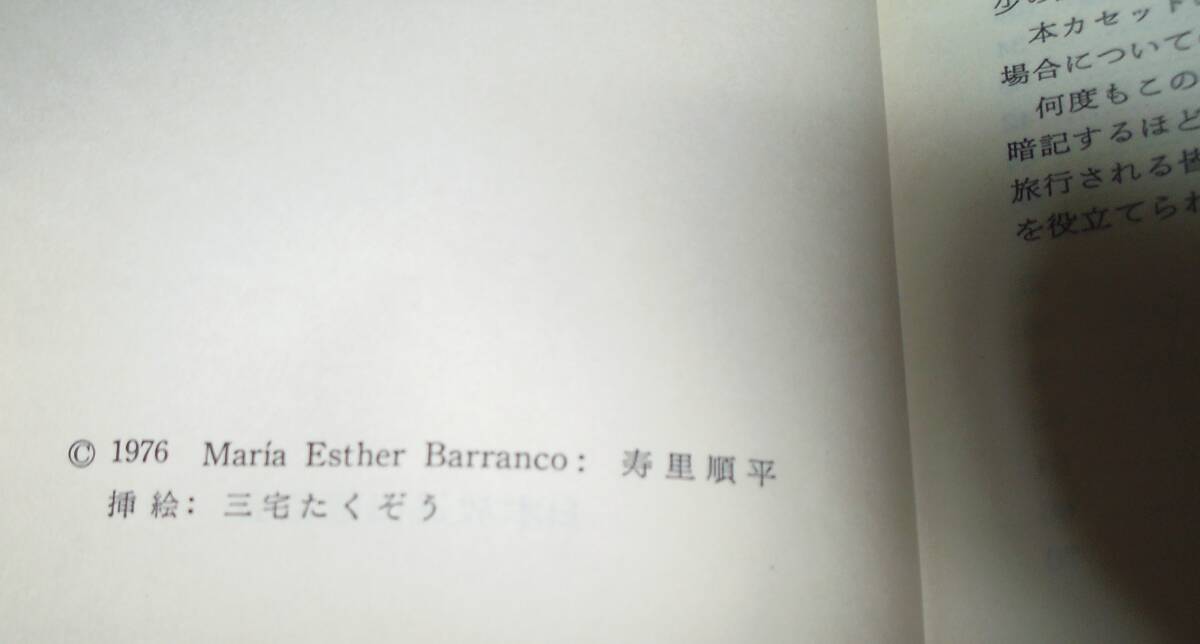 © 1976 María Esther Barranco: 寿里順平
挿絵: 三宅たくぞう
本カセット
場合について
何度もこの
暗記するほど
旅行される
を役立てられ